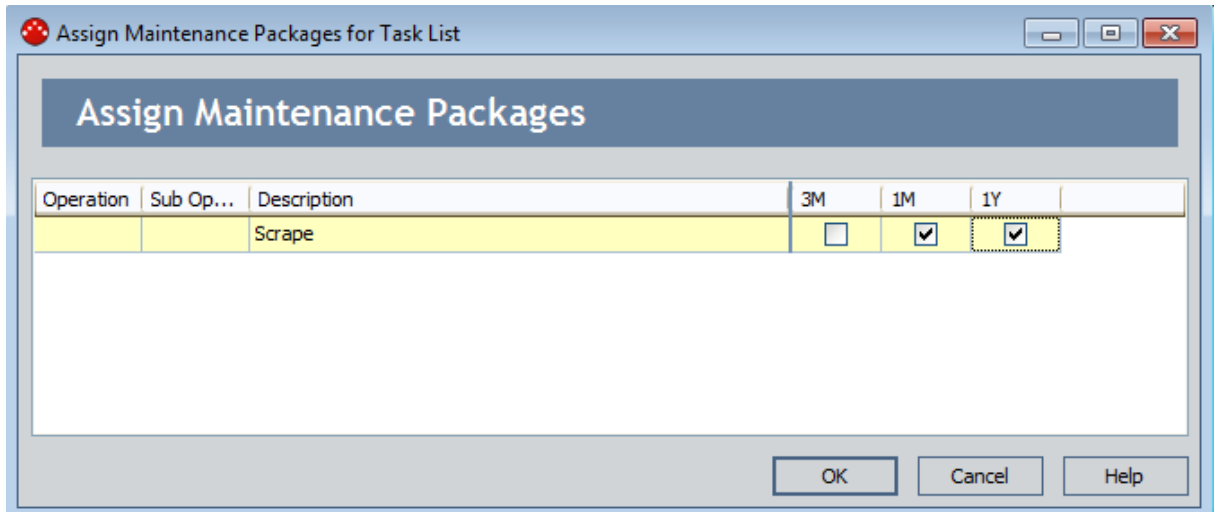 Assign Maintenance Packages for Task List
Assign Maintenance Packages
Operation Sub Op... Description 3M 1M 1Y
Scrape
OK Cancel Help